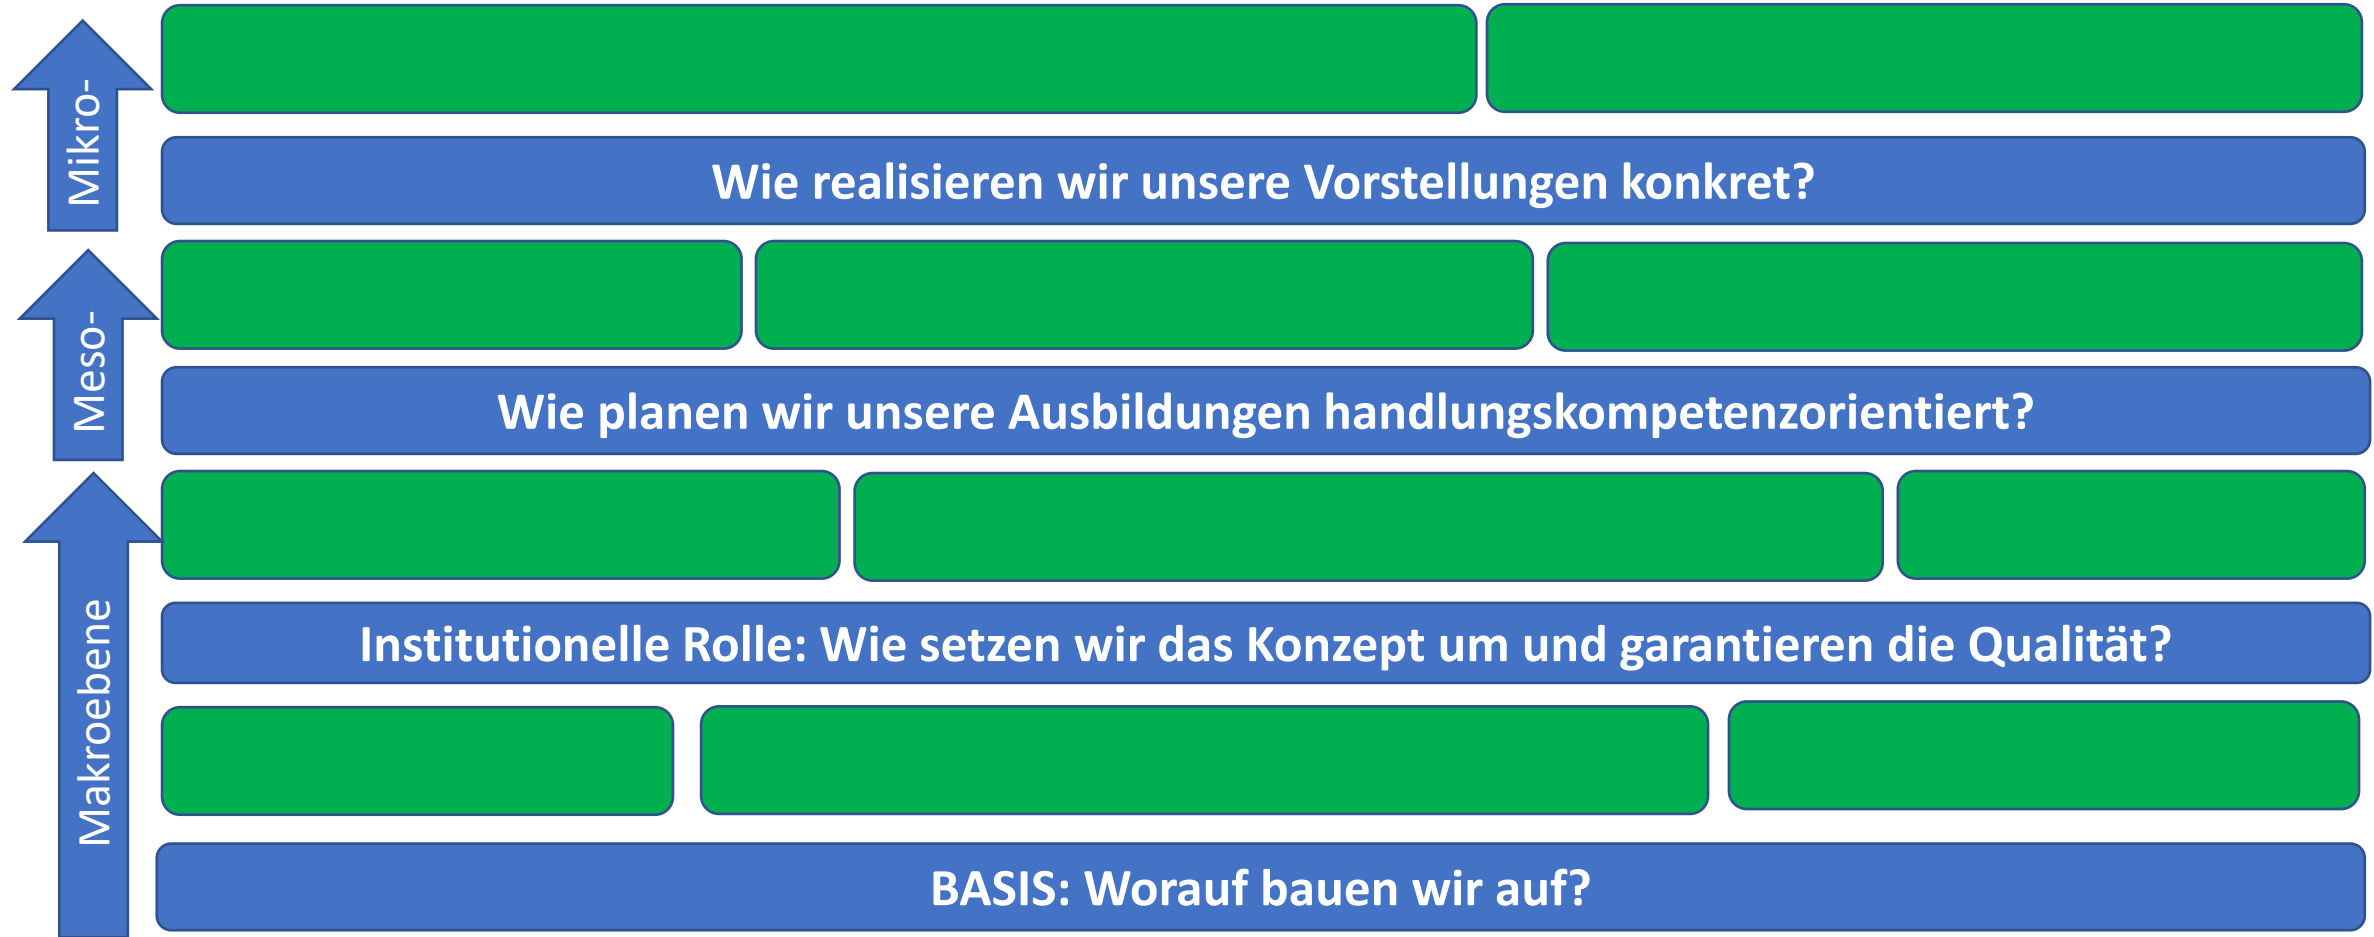 Mikro-
Wie realisieren wir unsere Vorstellungen konkret?
Meso-
Wie planen wir unsere Ausbildungen handlungskompetenzorientiert?
Makroebene
Institutionelle Rolle: Wie setzen wir das Konzept um und garantieren die Qualität?
BASIS: Worauf bauen wir auf?